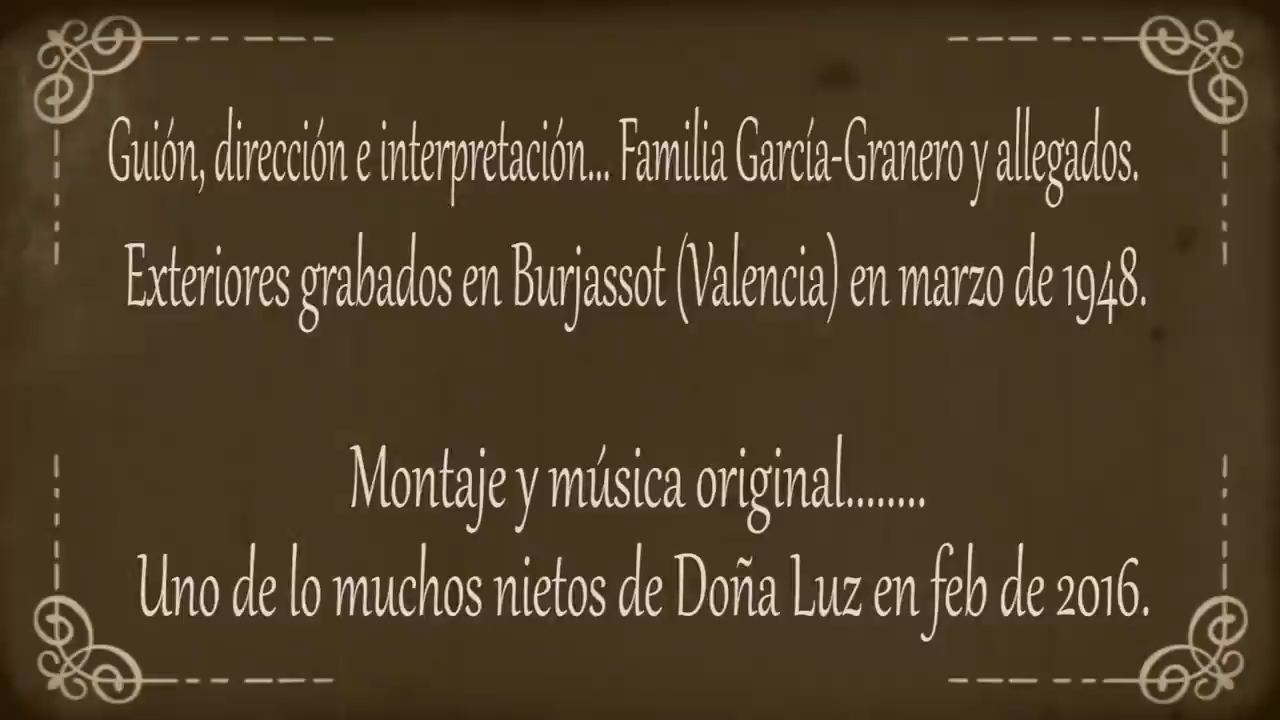 Guión, dirección e interpretación... Familia García-Granero y allegados.
Exteriores grabados en Burjassot (Valencia) en marzo de 1948.
Montaje y música original........
Uno de lo muchos nietos de Doña Luz en feb de 2016.